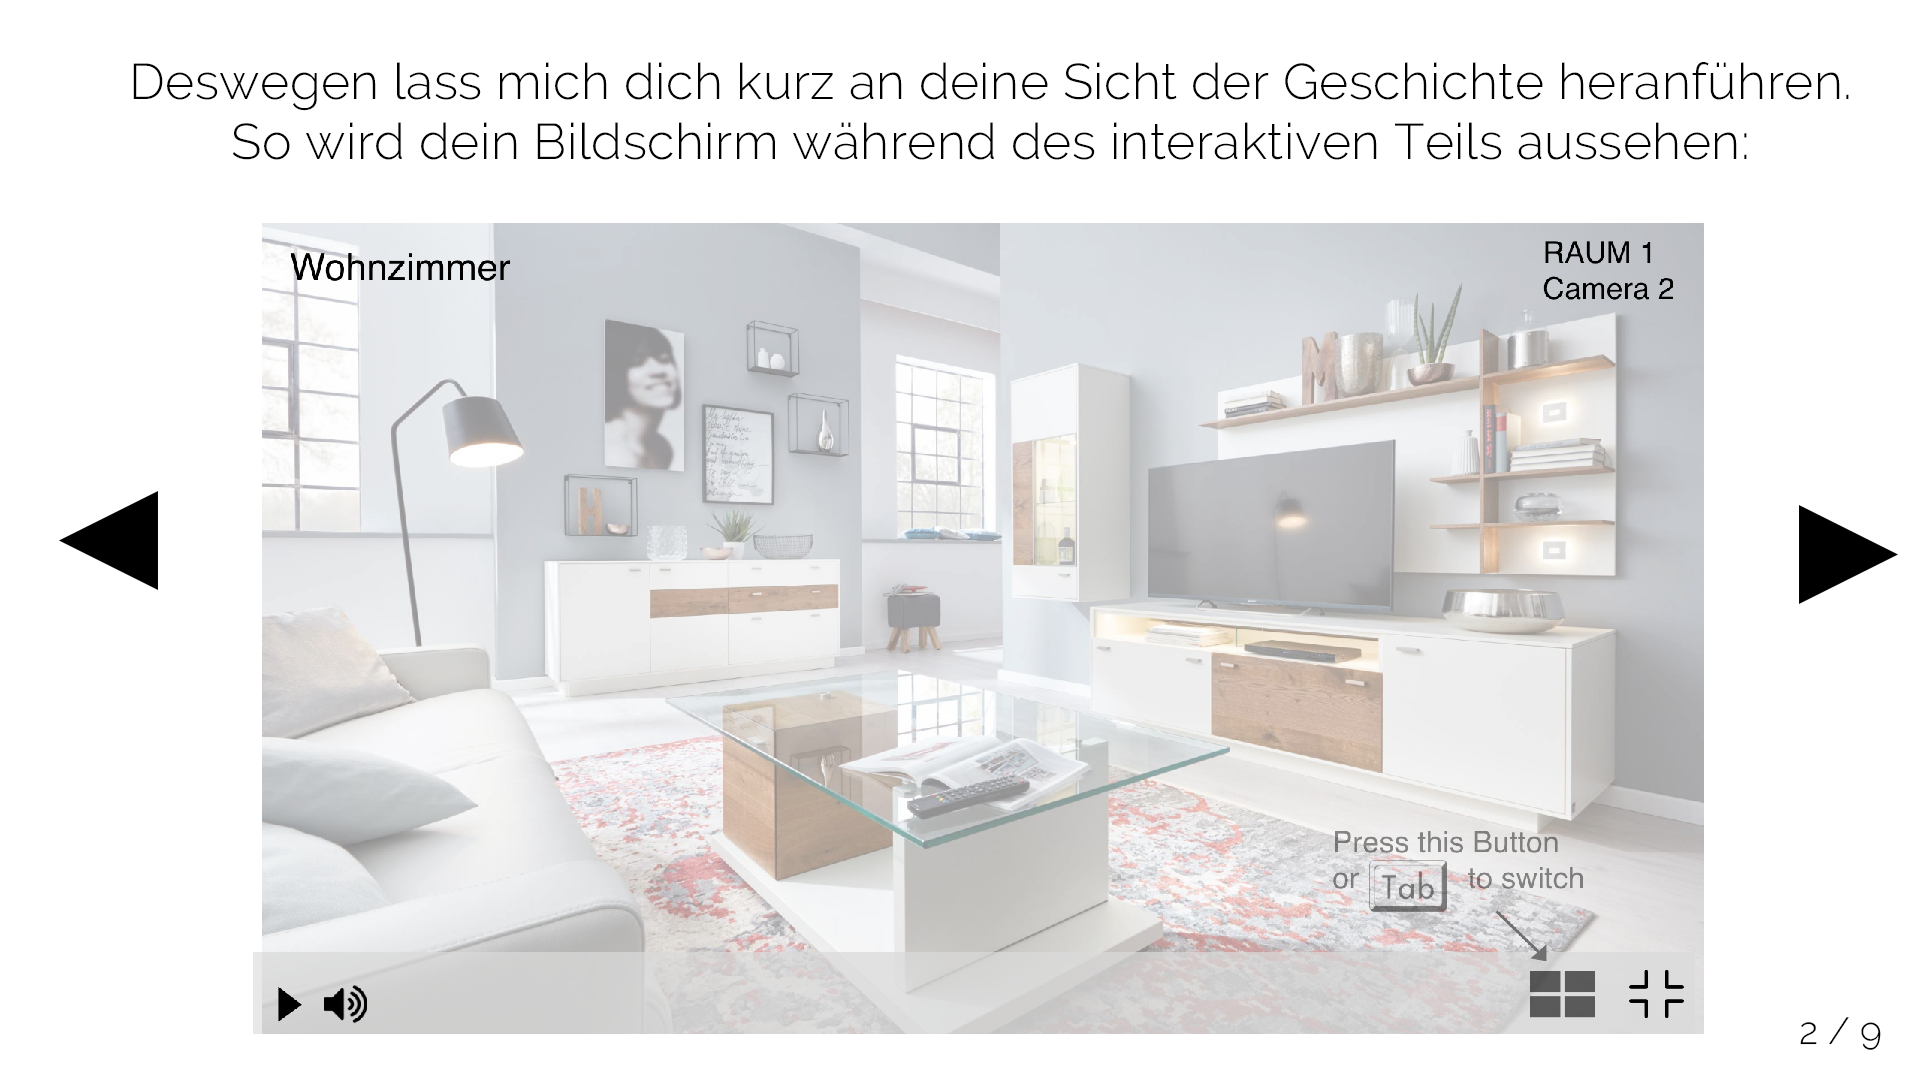 Deswegen lass mich dich kurz an deine Sicht der Geschichte heranführen.
So wird dein Bildschirm während des interaktiven Teils aussehen:
Wohnzimmer
RAUM 1
Camera 2
M
H
Press this Button
or Tab to switch
2 / 9